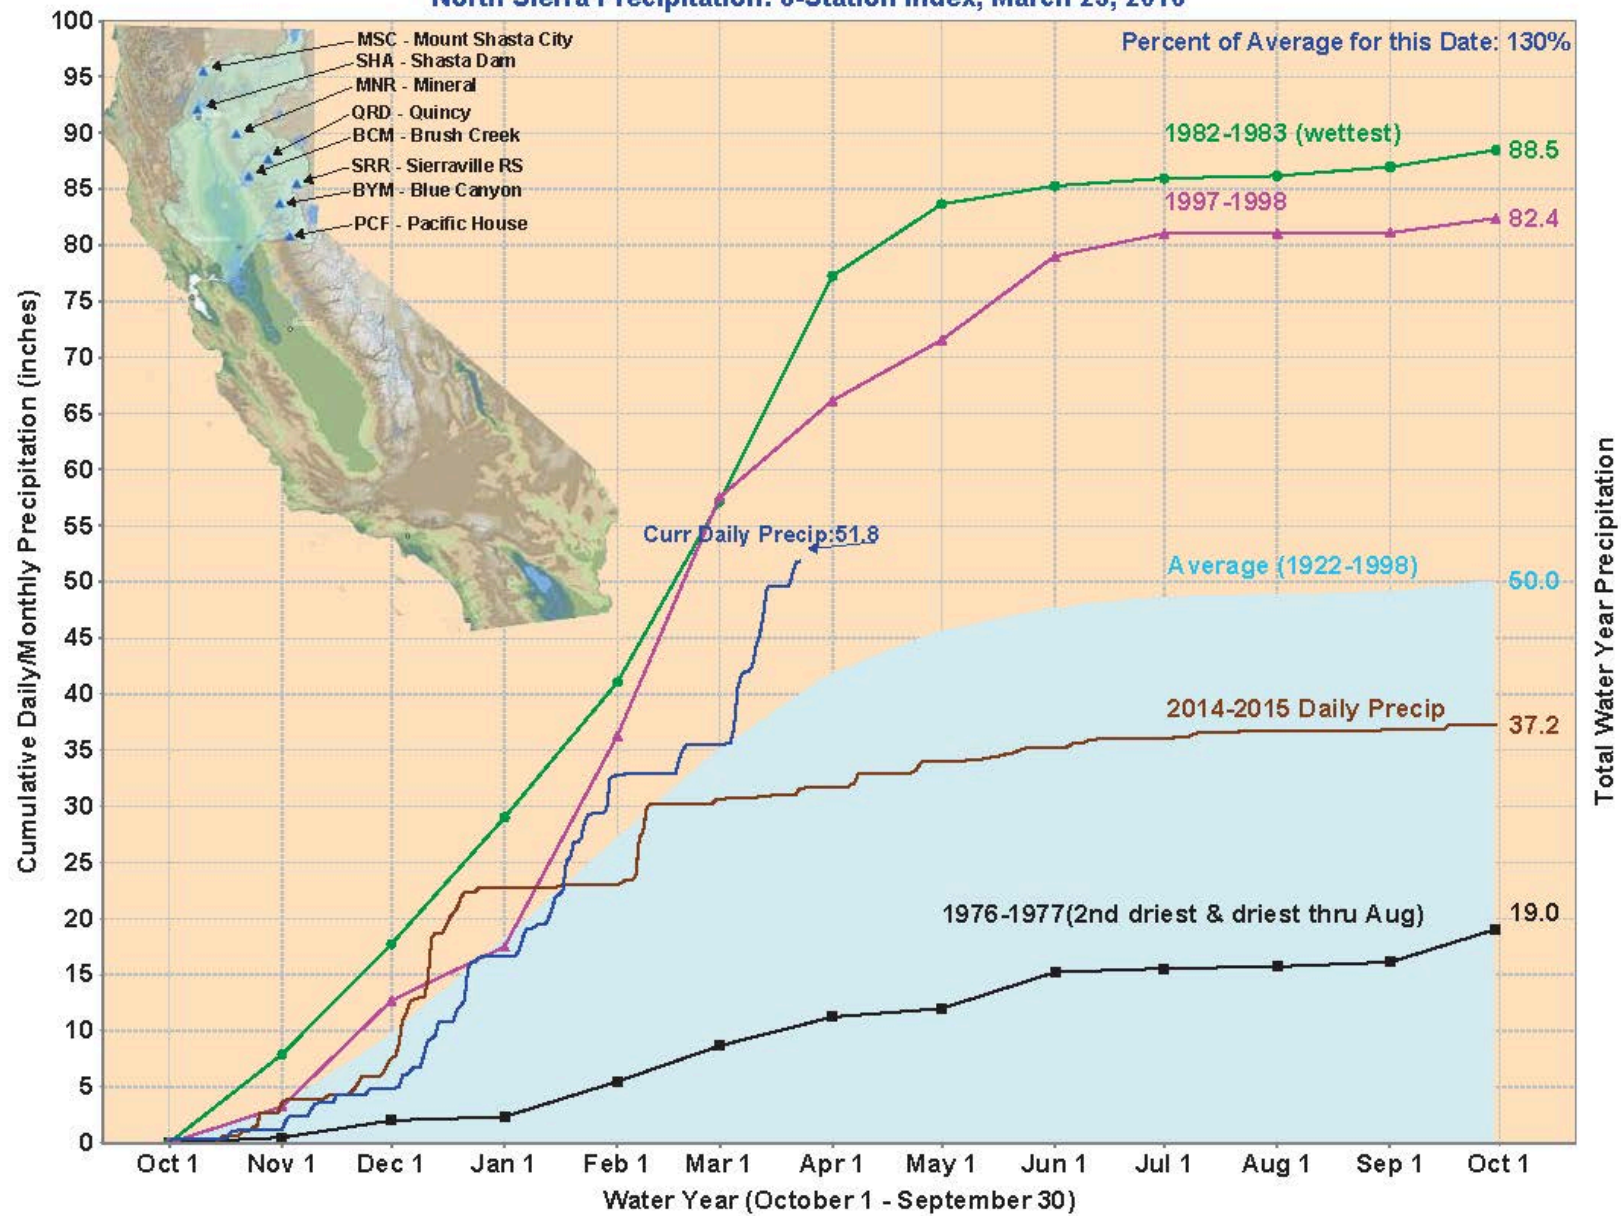 100
95
90
85
80
75
70
65
60
55
50
45
40
35
30
25
20
15
10
5
0
Cumulative Daily/Monthly Precipitation (inches)
Percent of Average for this Date: 130%
MSC - Mount Shasta City
SHA - Shasta Dam
MNR - Mineral
QRD - Quincy
BCM - Brush Creek
SRR - Sierraville RS
BYM - Blue Canyon
PCF - Pacific House
1982-1983 (wettest)
88.5
1997-1998
82.4
Curr Daily Precip:51.8
Average (1922-1998)
50.0
2014-2015 Daily Precip
37.2
1976-1977(2nd driest & driest thru Aug)
19.0
Total Water Year Precipitation
Oct 1 Nov 1 Dec 1 Jan 1 Feb 1 Mar 1 Apr 1 May 1 Jun 1 Jul 1 Aug 1 Sep 1 Oct 1
Water Year (October 1 - September 30)